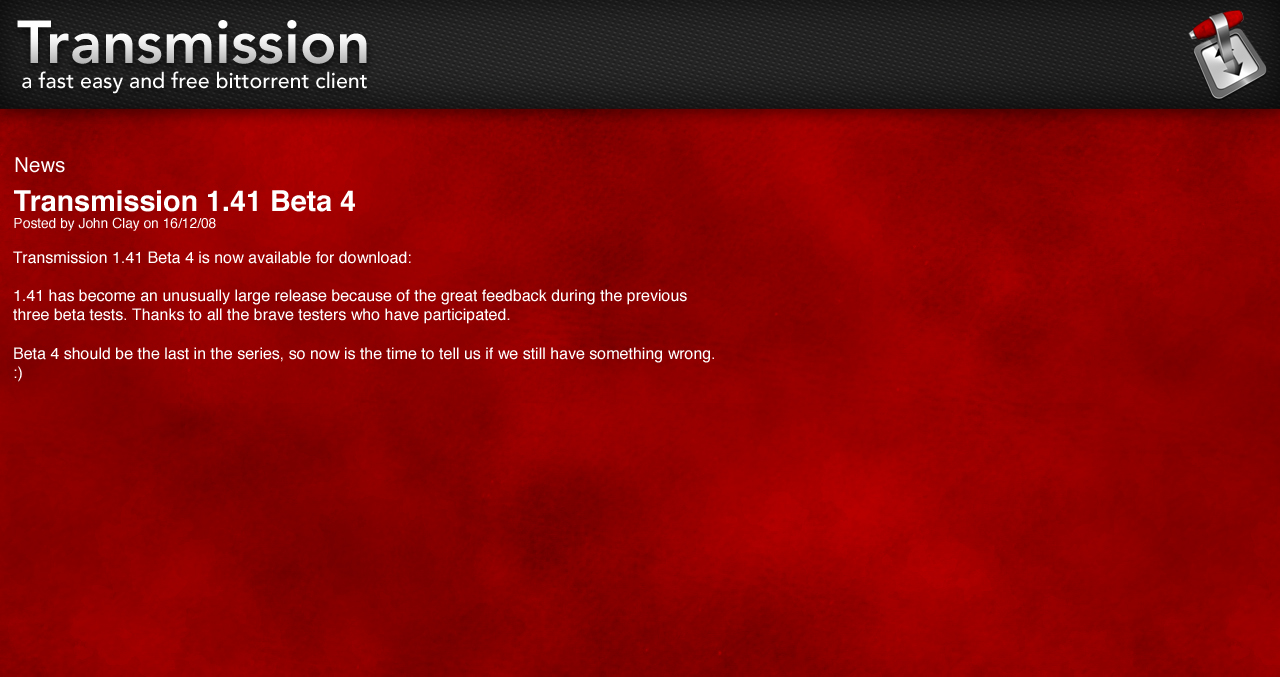 Transmission
a fast easy and free bittorrent client
News
Transmission 1.41 Beta 4
Posted by John Clay on 16/12/08
Transmission 1.41 Beta 4 is now available for download:
1.41 has become an unusually large release because of the great feedback during the previous
three beta tests. Thanks to all the brave testers who have participated.
Beta 4 should be the last in the series, so now is the time to tell us if we still have something wrong.
:)